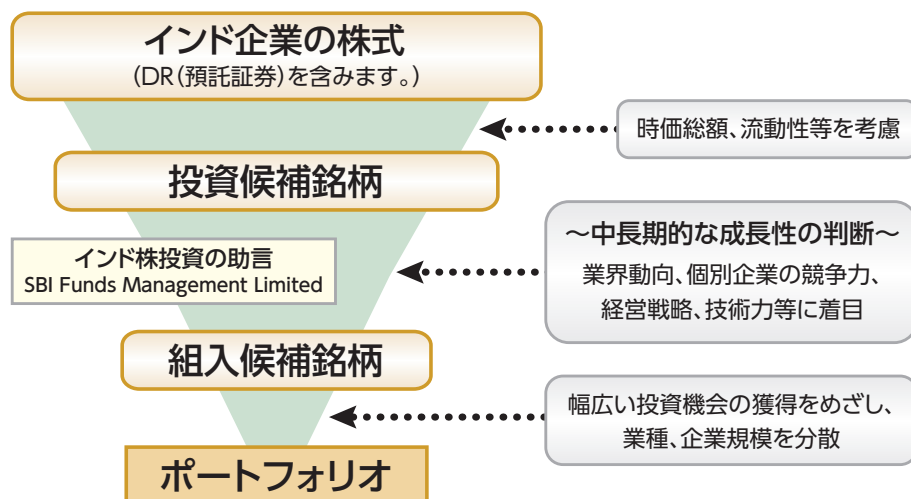 インド企業の株式
(DR(預託証券)を含みます。)
時価総額、流動性等を考慮
投資候補銘柄
～中長期的な成長性の判断～
業界動向、個別企業の競争力、
経営戦略、技術力等に着目
インド株投資の助言
SBI Funds Management Limited
組入候補銘柄
幅広い投資機会の獲得をめざし、
業種、企業規模を分散
ポートフォリオ